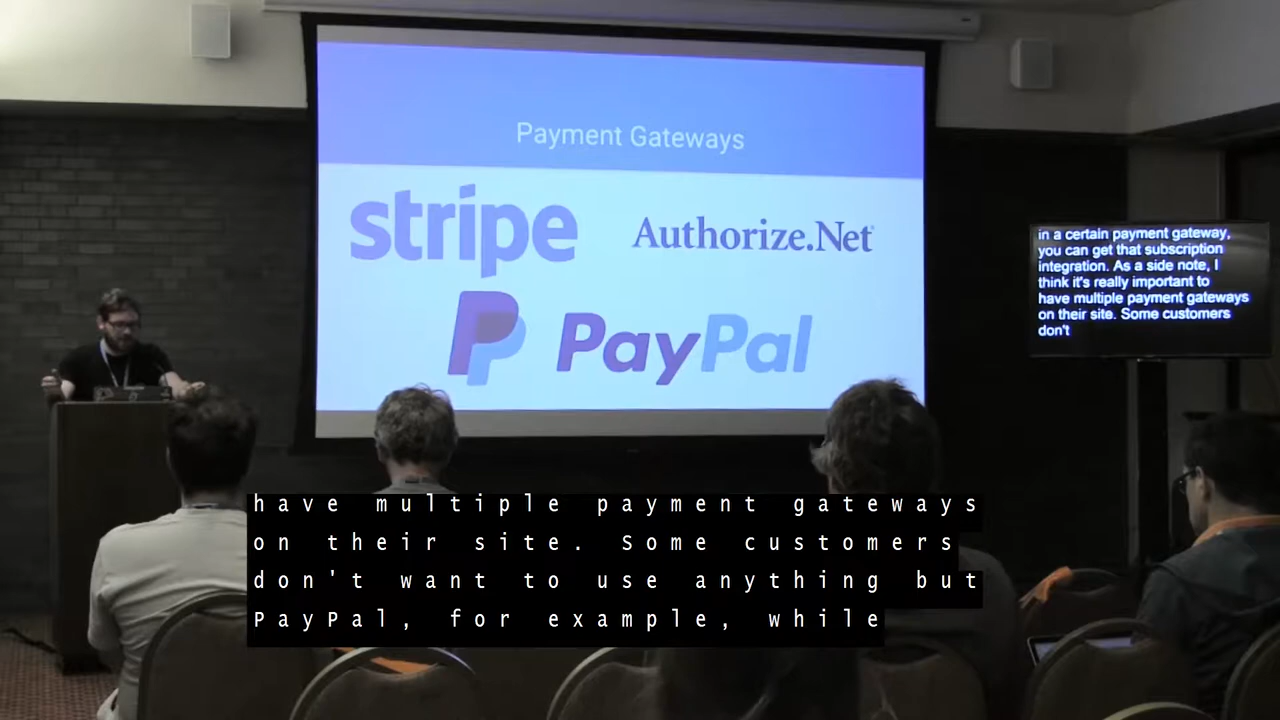 Payment Gateways
stripe
Authorize.Net
PayPal
in a certain payment gateway,
you can get that subscription
integration. As a side note, I
think it's really important to
have multiple payment gateways
on their site. Some customers
don't
have multiple payment gateways
on their site. Some customers
don't want to use anything but
PayPal, for example, while